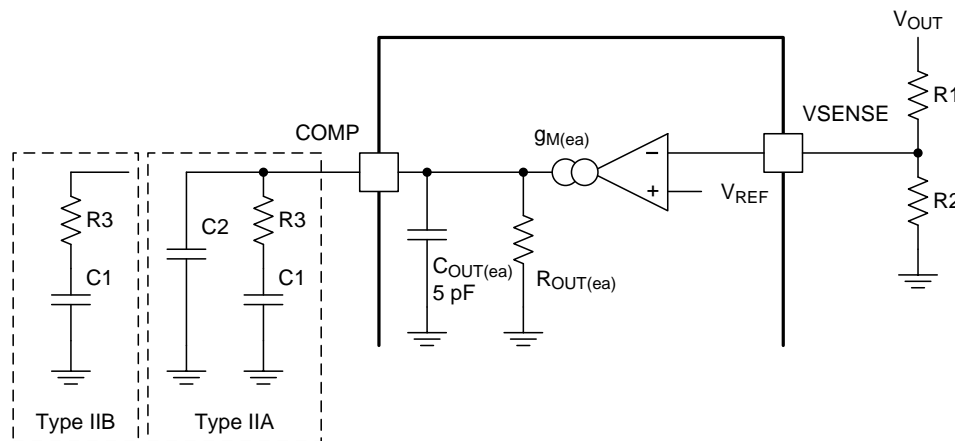 VOUT
R1
VSENSE
COMP
gM(ea)
R3
C2
R3
VREF
R2
C1
C1
COUT(ea)
5 pF
ROUT(ea)
Type IIB
Type IIA